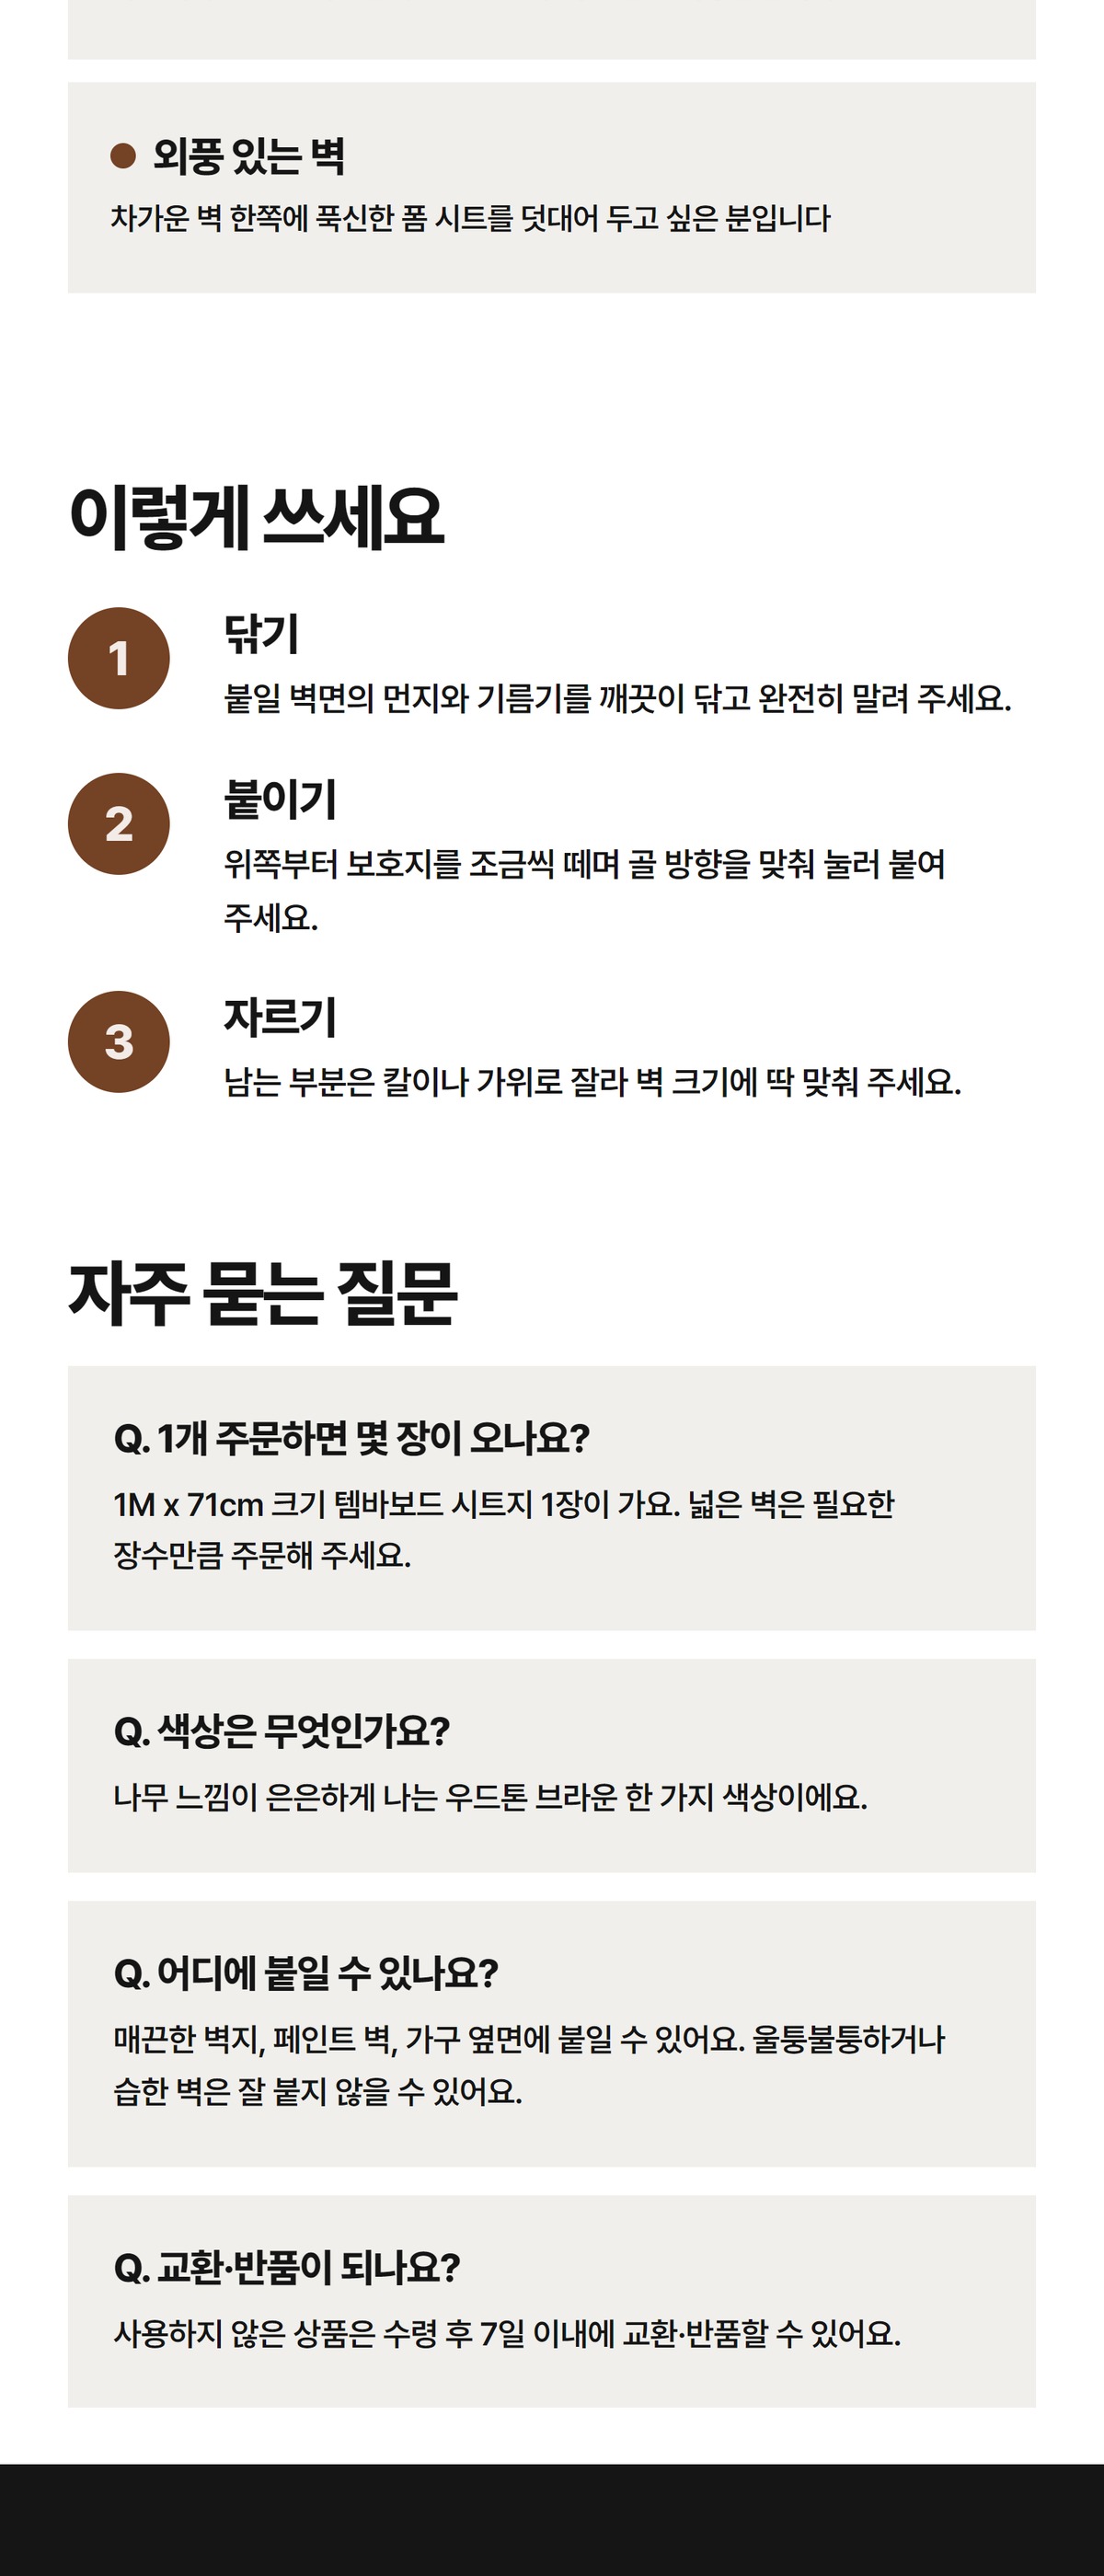 외풍 있는 벽
차가운 벽 한쪽에 푹신한 폼 시트를 덧대어 두고 싶은 분입니다
이렇게 쓰세요
1
닦기
붙일 벽면의 먼지와 기름기를 깨끗이 닦고 완전히 말려 주세요.
2
붙이기
위쪽부터 보호지를 조금씩 떼며 골 방향을 맞춰 눌러 붙여
주세요.
3
자르기
남는 부분은 칼이나 가위로 잘라 벽 크기에 딱 맞춰 주세요.
자주 묻는 질문
Q. 1개 주문하면 몇 장이 오나요?
1M x 71cm 크기 템바보드 시트지 1장이 가요. 넓은 벽은 필요한
장수만큼 주문해 주세요.
Q. 색상은 무엇인가요?
나무 느낌이 은은하게 나는 우드톤 브라운 한 가지 색상이에요.
Q. 어디에 붙일 수 있나요?
매끈한 벽지, 페인트 벽, 가구 옆면에 붙일 수 있어요. 울퉁불퉁하거나
습한 벽은 잘 붙지 않을 수 있어요.
Q. 교환·반품이 되나요?
사용하지 않은 상품은 수령 후 7일 이내에 교환·반품할 수 있어요.